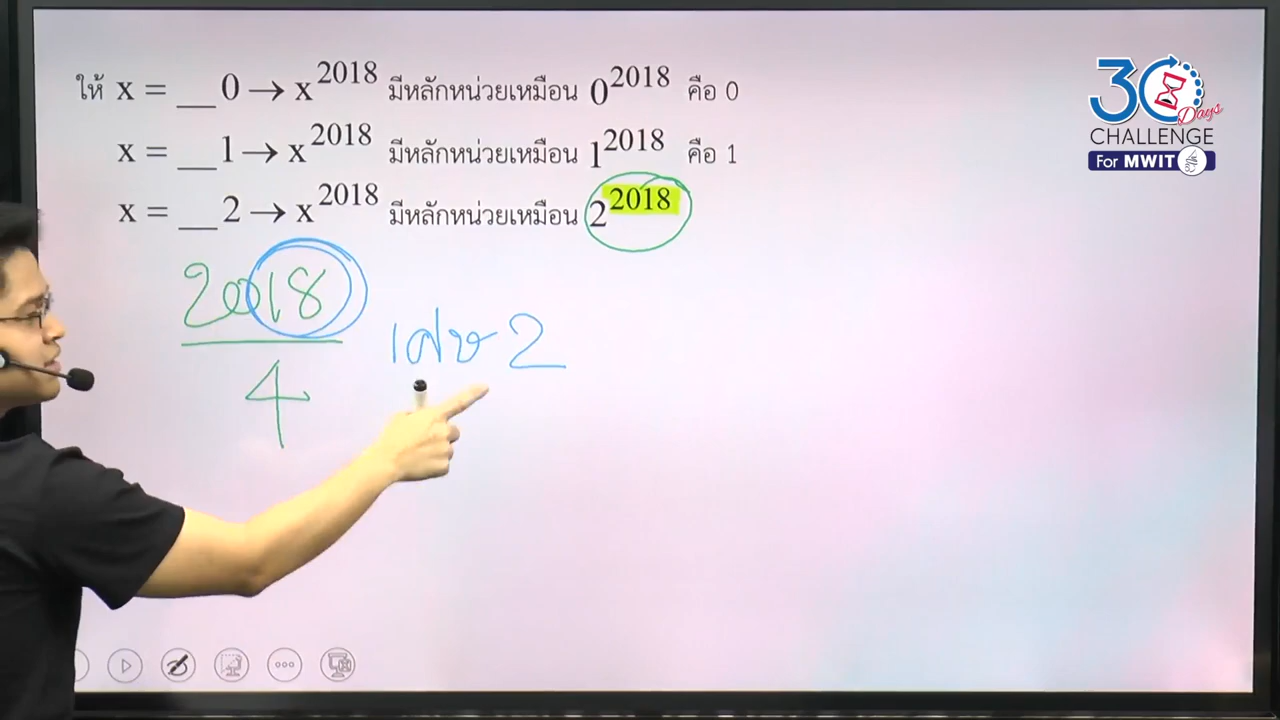 ให้ x = __0 → x^2018 มีหลักหน่วยเหมือน 0^2018 คือ 0
x = __1 → x^2018 มีหลักหน่วยเหมือน 1^2018 คือ 1
x = __2 → x^2018 มีหลักหน่วยเหมือน 2^2018
2018
4
เศษ 2
30
Days
CHALLENGE
For MWIT